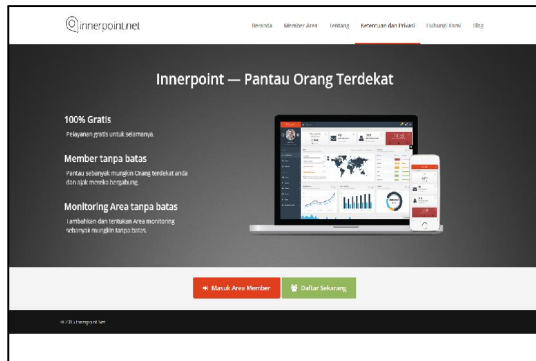 innerpoint.net
Beranda Member Area Tentang Ketentuan dan Privasi Hubungi Kami Blog
Innerpoint — Pantau Orang Terdekat
100% Gratis
Pelayanan gratis untuk selamanya.
Member tanpa batas
Pantau sebanyak mungkin Orang terdekat anda
dan ajak mereka bergabung.
Monitoring Area tanpa batas
Tambahkan dan tentukan Area monitoring
sebanyak mungkin tanpa batas.
Masuk Area Member
Daftar Sekarang
Innerpoint.Net